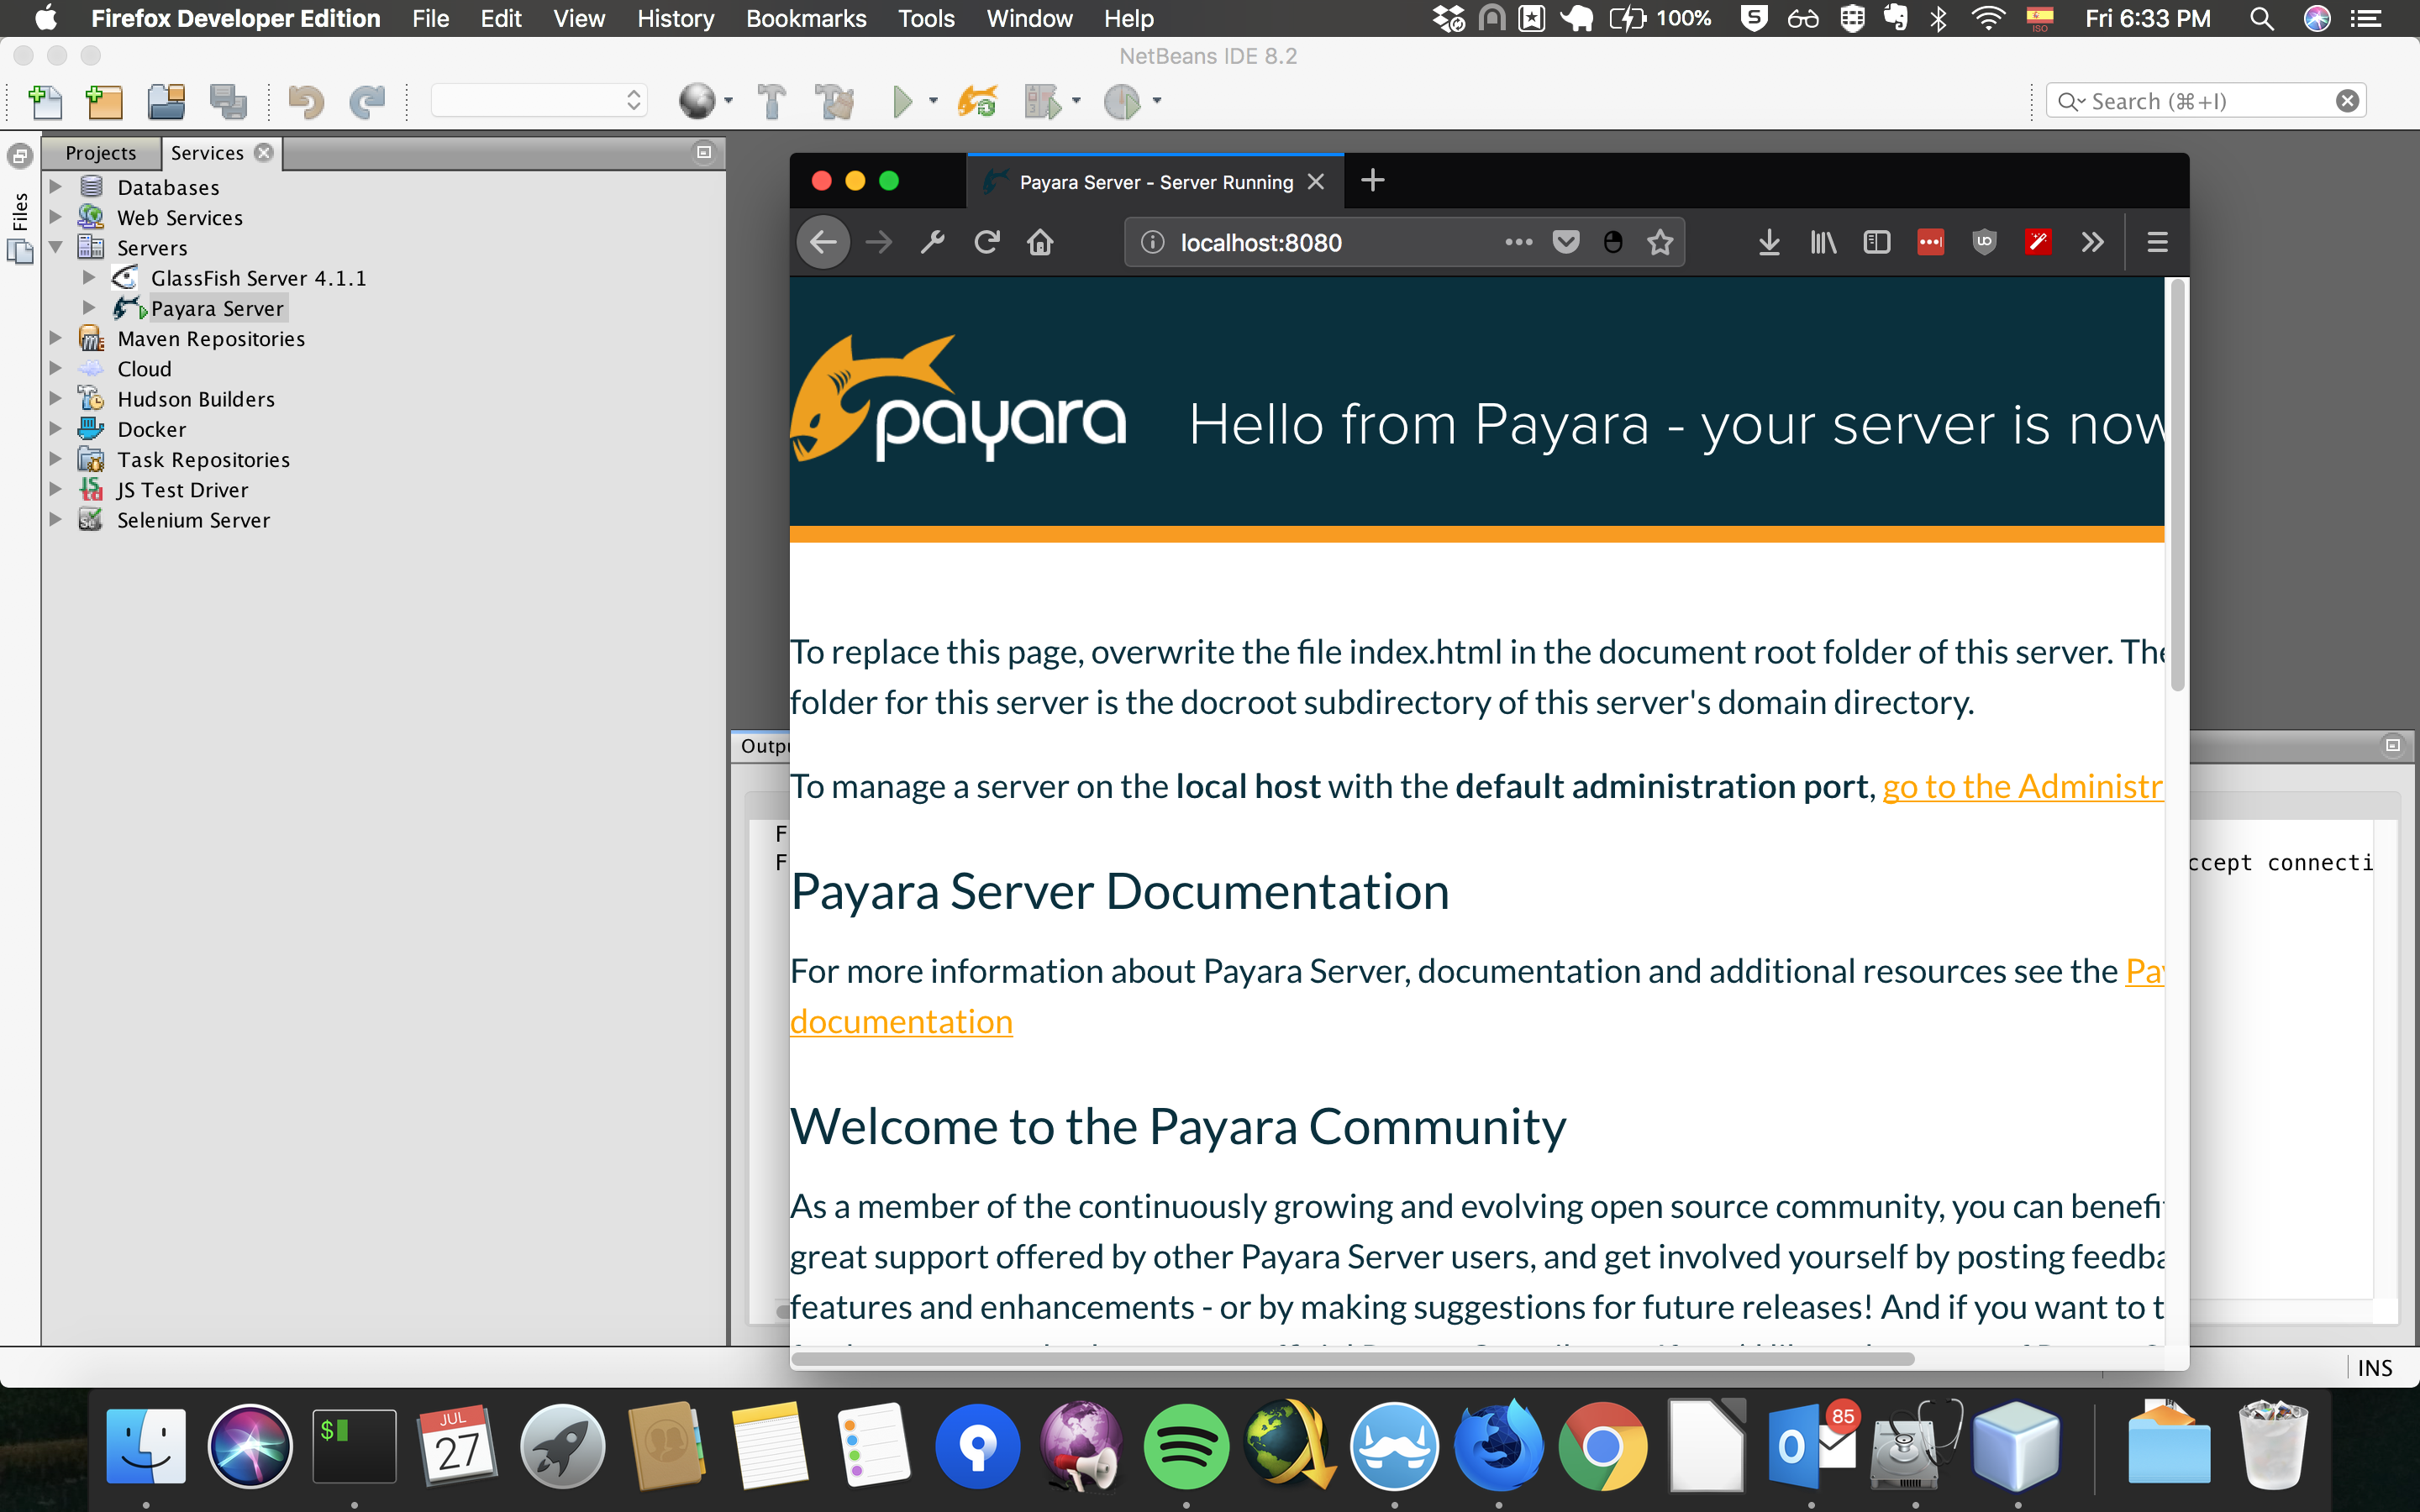 Firefox Developer Edition File Edit View History Bookmarks Tools Window Help 100% S ISO Fri 6:33 PM
NetBeans IDE 8.2
Search (⌘+I)
Projects Services
Files
Databases
Web Services
Servers
GlassFish Server 4.1.1
Payara Server
Maven Repositories
Cloud
Hudson Builders
Docker
Task Repositories
JS Test Driver
Selenium Server
Payara Server - Server Running
localhost:8080
payara Hello from Payara - your server is now
To replace this page, overwrite the file index.html in the document root folder of this server. The
folder for this server is the docroot subdirectory of this server's domain directory.
To manage a server on the local host with the default administration port, go to the Administr
Payara Server Documentation
For more information about Payara Server, documentation and additional resources see the Pay
documentation
Welcome to the Payara Community
As a member of the continuously growing and evolving open source community, you can benefit
great support offered by other Payara Server users, and get involved yourself by posting feedba
features and enhancements - or by making suggestions for future releases! And if you want to t
Outpu
F
F
ccept connecti
INS
$
JUL
27
85